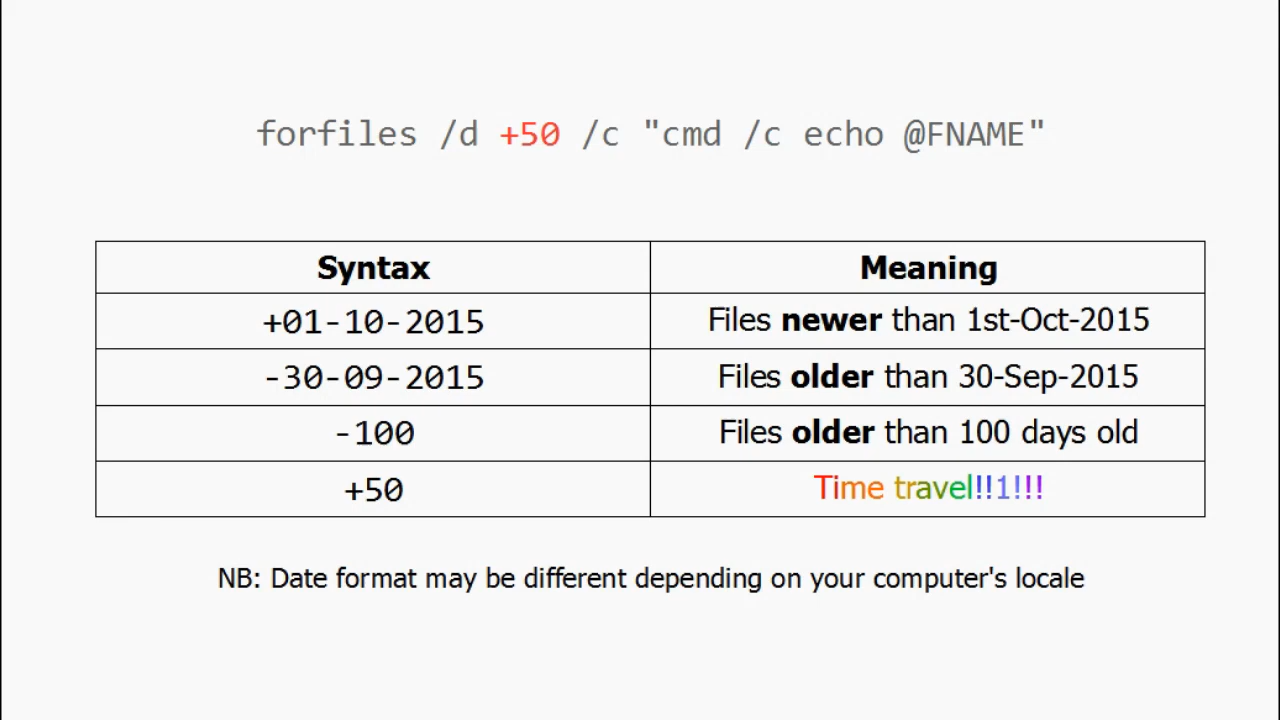 forfiles /d +50 /c "cmd /c echo @FNAME"
Syntax Meaning
+01-10-2015 Files newer than 1st-Oct-2015
-30-09-2015 Files older than 30-Sep-2015
-100 Files older than 100 days old
+50 Time travel!!1!!!
NB: Date format may be different depending on your computer's locale